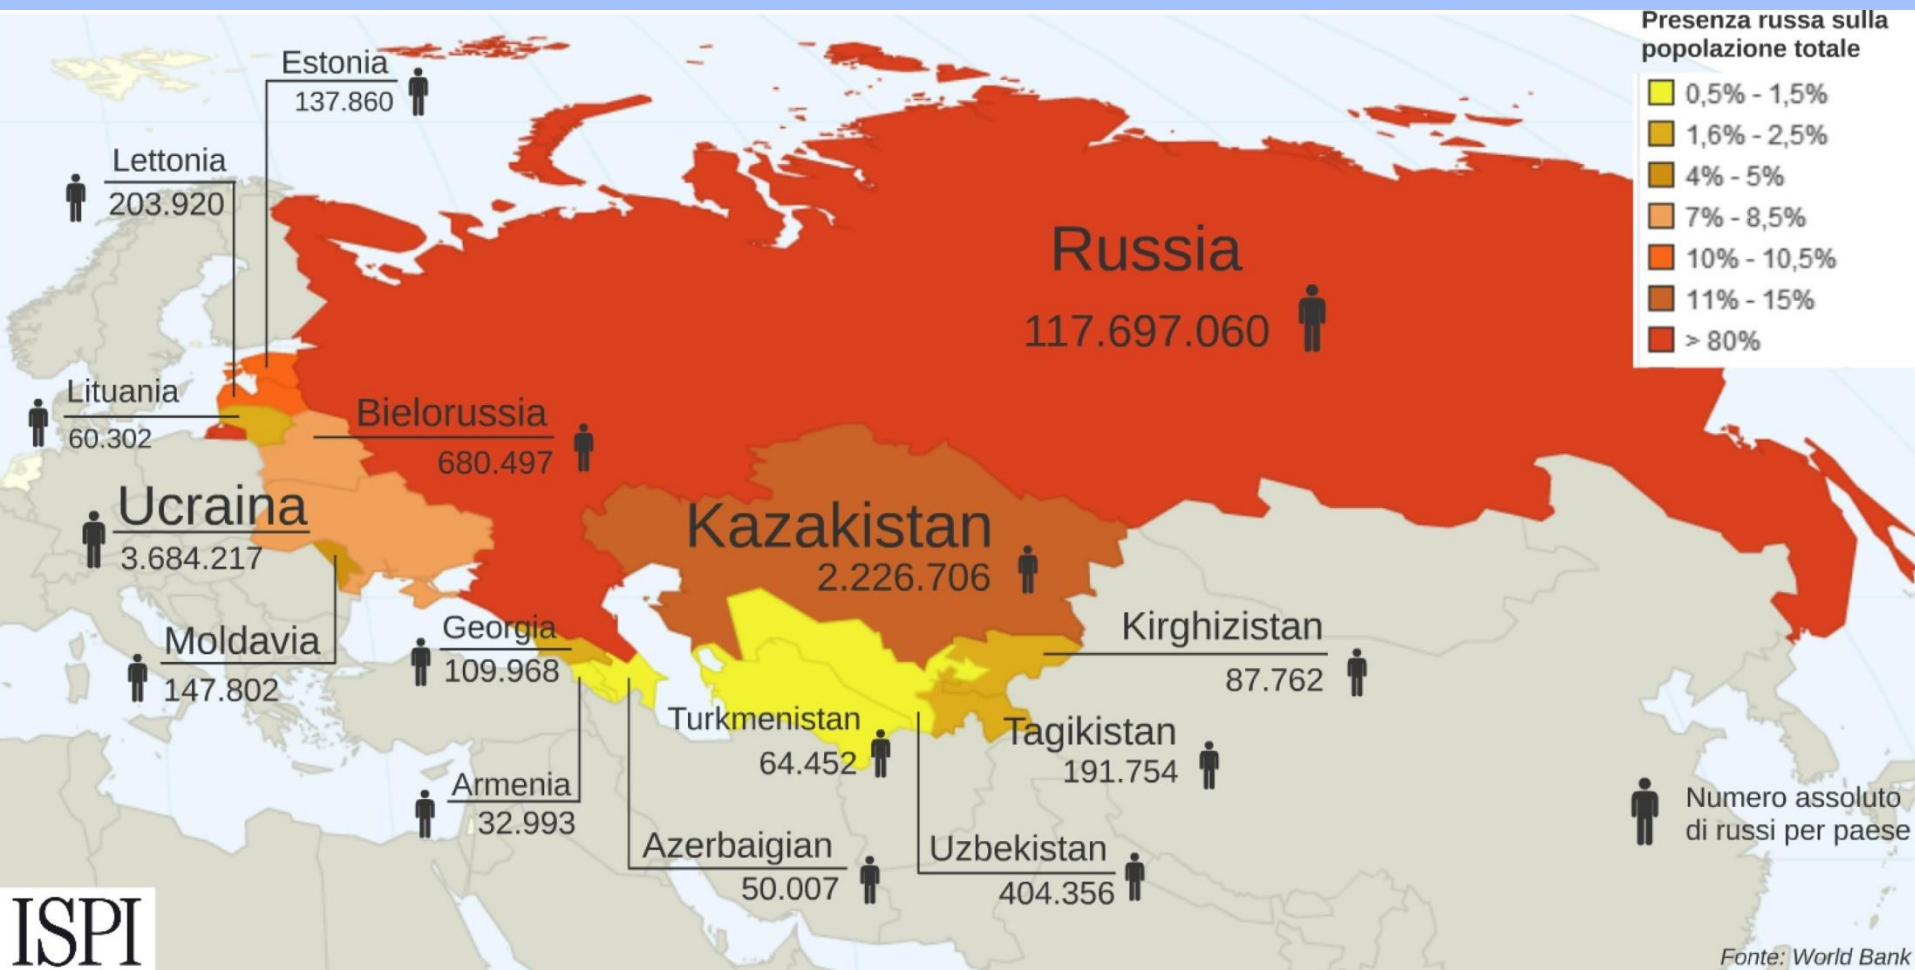 Presenza russa sulla
popolazione totale
0,5% - 1,5%
1,6% - 2,5%
4% - 5%
7% - 8,5%
10% - 10,5%
11% - 15%
> 80%
Estonia
137.860
Lettonia
203.920
Russia
117.697.060
Lituania
60.302
Bielorussia
680.497
Ucraina
3.684.217
Kazakistan
2.226.706
Moldavia
147.802
Georgia
109.968
Kirghizistan
87.762
Turkmenistan
64.452
Tagikistan
191.754
Armenia
32.993
Azerbaigian
50.007
Uzbekistan
404.356
Numero assoluto
di russi per paese
ISPI
Fonte: World Bank